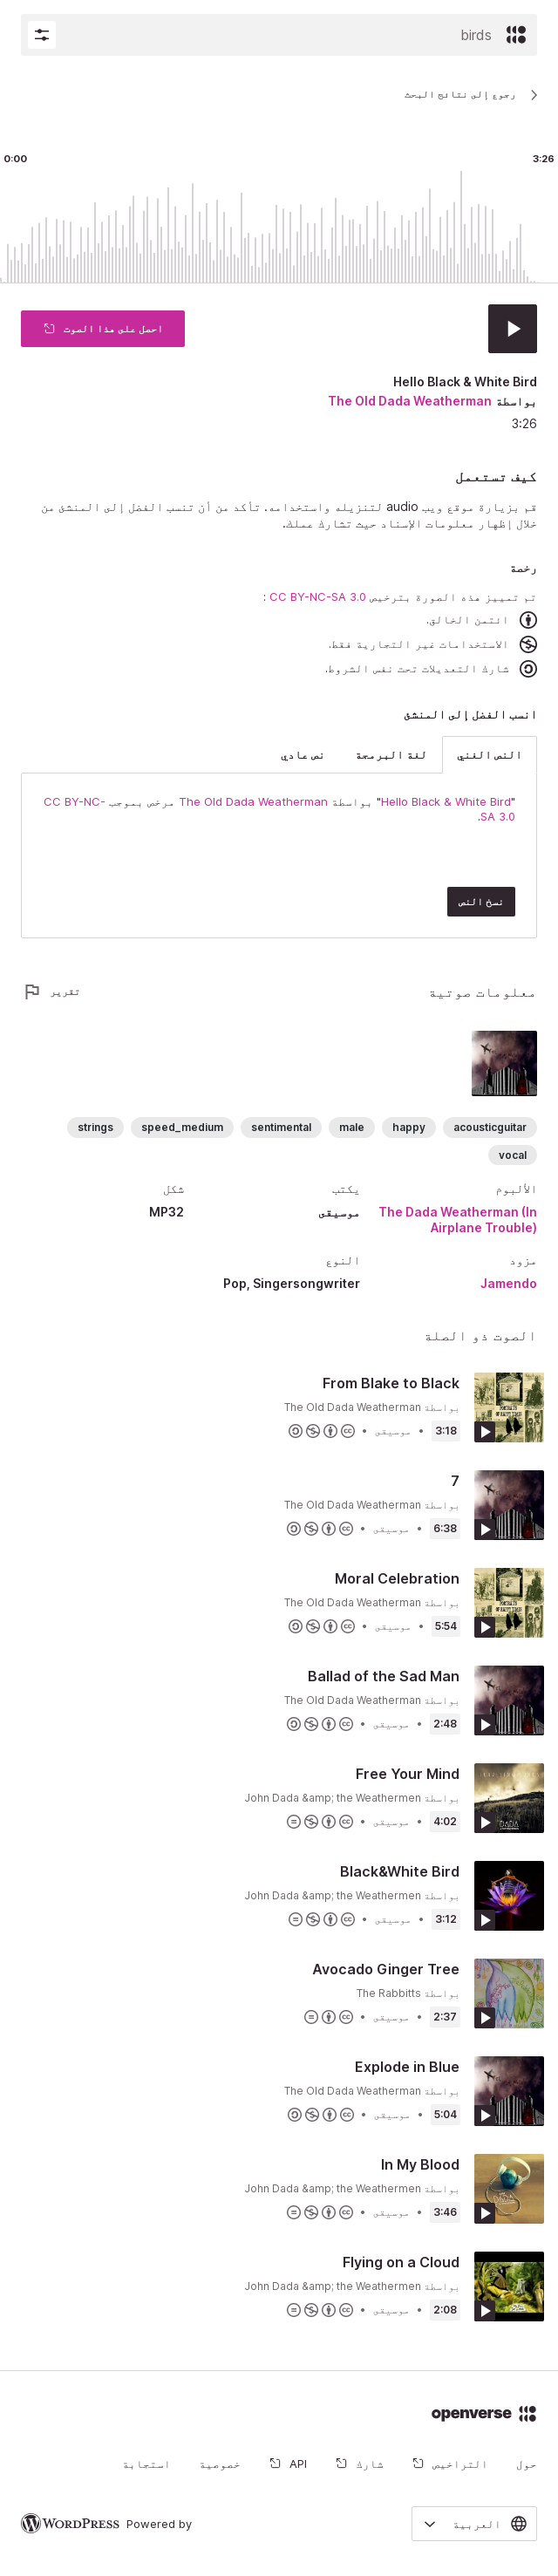 birds
رجوع إلى نتائج البحث
0:00
3:26
احصل على هذا الصوت
Hello Black & White Bird
بواسطة The Old Dada Weatherman
3:26
كيف تستعمل
قم بزيارة موقع ويب audio لتنزيله واستخدامه. تأكد من أن تنسب الفضل إلى المنشئ من
خلال إظهار معلومات الإسناد حيث تشارك عملك.
رخصة
تم تمييز هذه الصورة بترخيص CC BY-NC-SA 3.0 :
ائتمن الخالق.
الاستخدامات غير التجارية فقط.
شارك التعديلات تحت نفس الشروط.
انسب الفضل إلى المنشئ
النص الغني
لغة البرمجة
نص عادي
"Hello Black & White Bird" بواسطة The Old Dada Weatherman مرخص بموجب CC BY-NC-
SA 3.0.
نسخ النص
معلومات صوتية
تقرير
acousticguitar
happy
male
sentimental
speed_medium
strings
vocal
الألبوم
The Dada Weatherman (In
Airplane Trouble)
يكتب
موسيقى
شكل
MP32
مزود
Jamendo
النوع
Pop, Singersongwriter
الصوت ذو الصلة
From Blake to Black
بواسطة The Old Dada Weatherman
3:18 • موسيقى •
7
بواسطة The Old Dada Weatherman
6:38 • موسيقى •
Moral Celebration
بواسطة The Old Dada Weatherman
5:54 • موسيقى •
Ballad of the Sad Man
بواسطة The Old Dada Weatherman
2:48 • موسيقى •
Free Your Mind
بواسطة John Dada &amp; the Weathermen
4:02 • موسيقى •
Black&White Bird
بواسطة John Dada &amp; the Weathermen
3:12 • موسيقى •
Avocado Ginger Tree
بواسطة The Rabbitts
2:37 • موسيقى •
Explode in Blue
بواسطة The Old Dada Weatherman
5:04 • موسيقى •
In My Blood
بواسطة John Dada &amp; the Weathermen
3:46 • موسيقى •
Flying on a Cloud
بواسطة John Dada &amp; the Weathermen
2:08 • موسيقى •
openverse
حول
التراخيص
شارك
API
خصوصية
استجابة
العربية
Powered by WORDPRESS